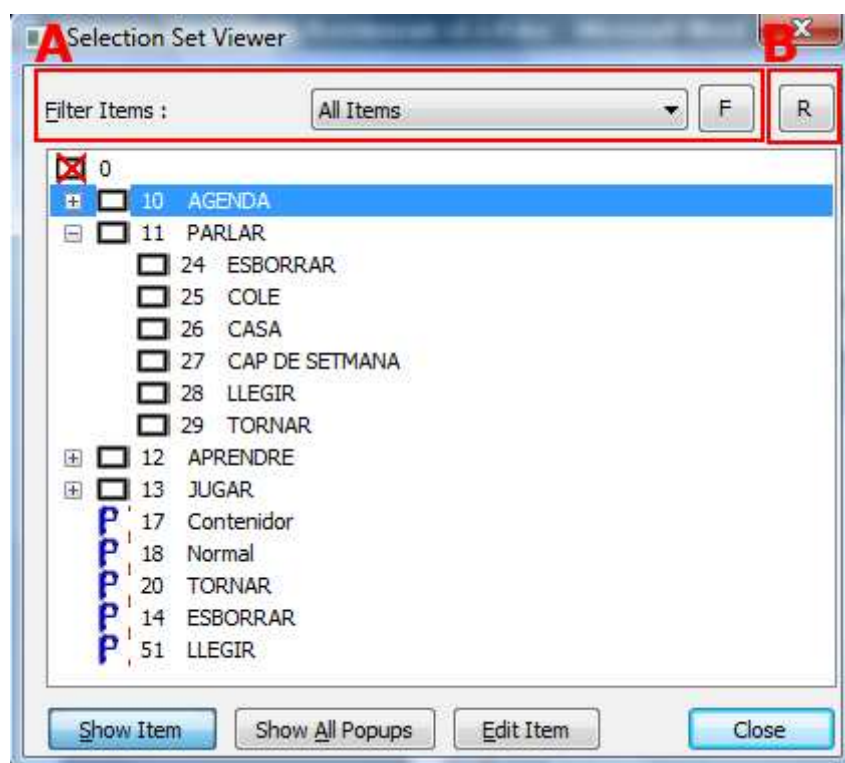 A Selection Set Viewer B X
Filter Items : All Items F R
0
10 AGENDA
11 PARLAR
24 ESBORRAR
25 COLE
26 CASA
27 CAP DE SETMANA
28 LLEGIR
29 TORNAR
12 APRENDRE
13 JUGAR
P 17 Contenidor
P 18 Normal
P 20 TORNAR
P 14 ESBORRAR
P 51 LLEGIR
Show Item Show All Popups Edit Item Close